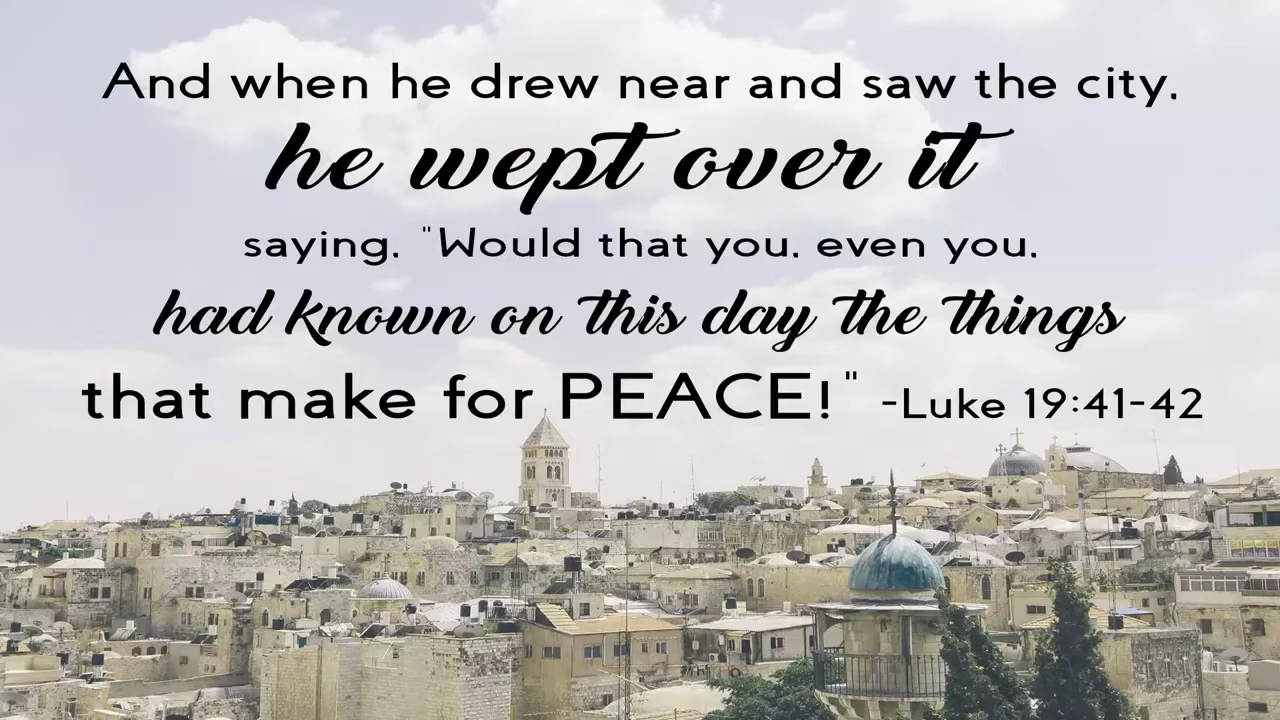 And when he drew near and saw the city,
he wept over it
saying, "Would that you, even you,
had known on this day the things
that make for PEACE!" -Luke 19:41-42